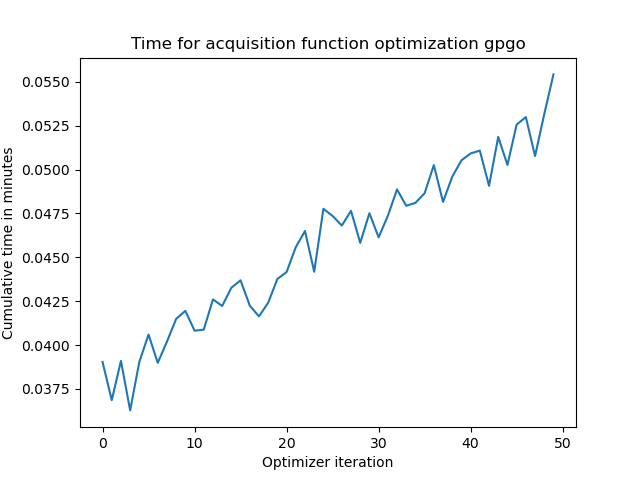 Time for acquisition function optimization gpgo
0.0550
0.0525
0.0500
0.0475
0.0450
0.0425
0.0400
0.0375
Cumulative time in minutes
0 10 20 30 40 50
Optimizer iteration